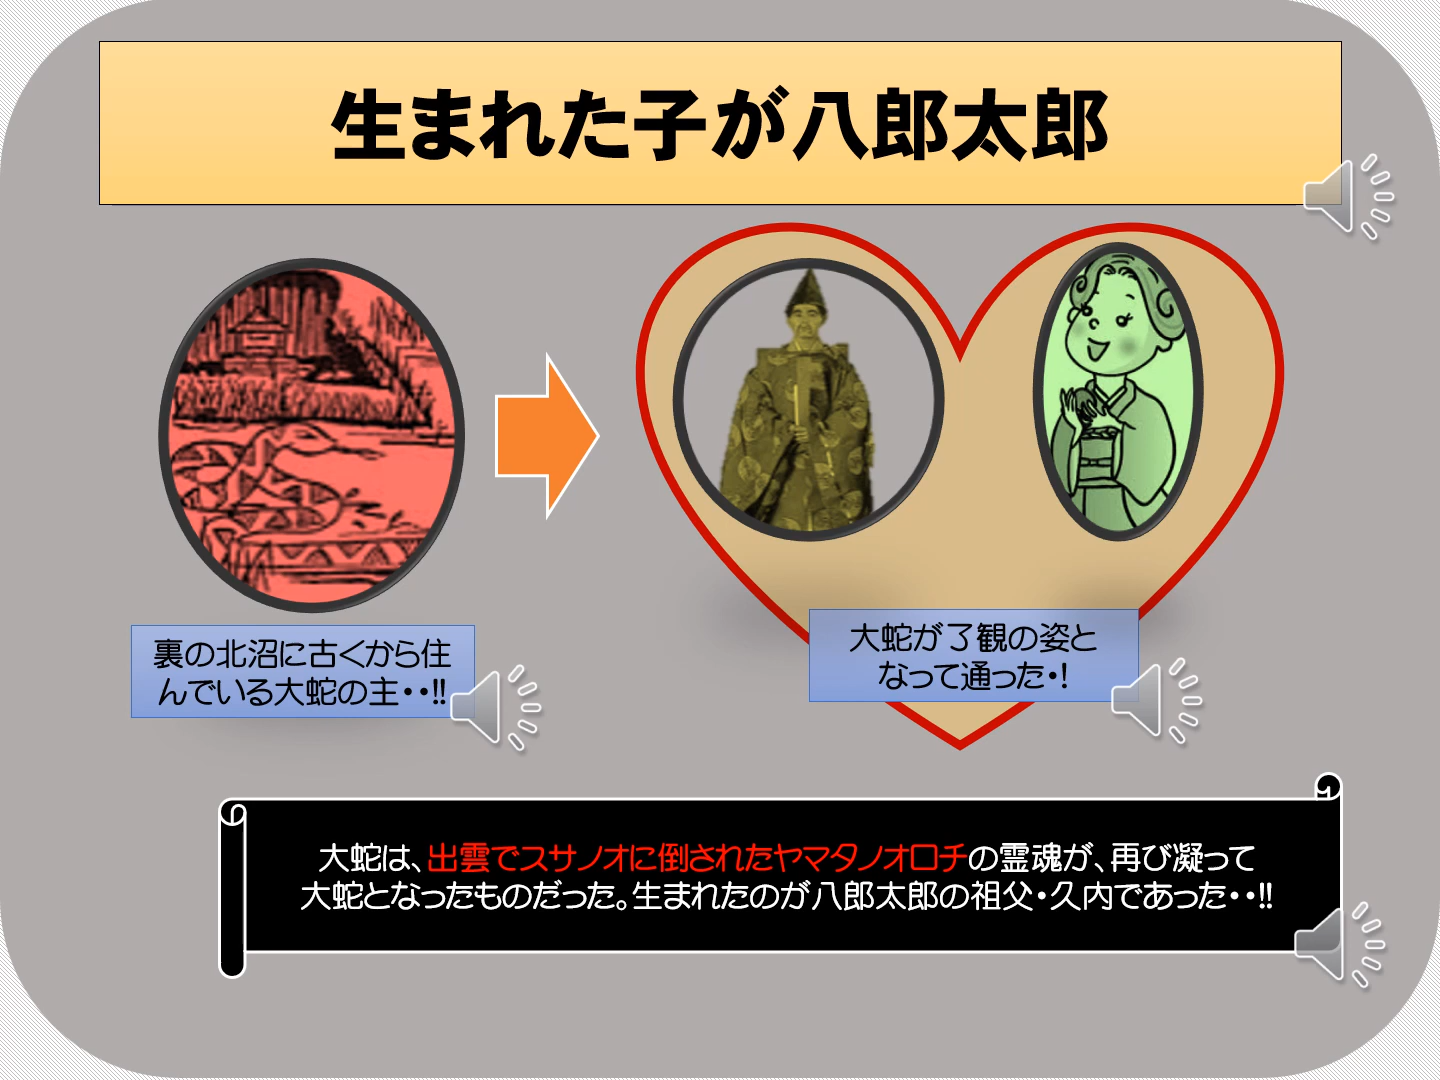 生まれた子が八郎太郎
裏の北沼に古くから住
んでいる大蛇の主・・!!
大蛇が了観の姿と
なって通った・!
大蛇は、出雲でスサノオに倒されたヤマタノオロチの霊魂が、再び凝って
大蛇となったものだった。生まれたのが八郎太郎の祖父・久内であった・・!!